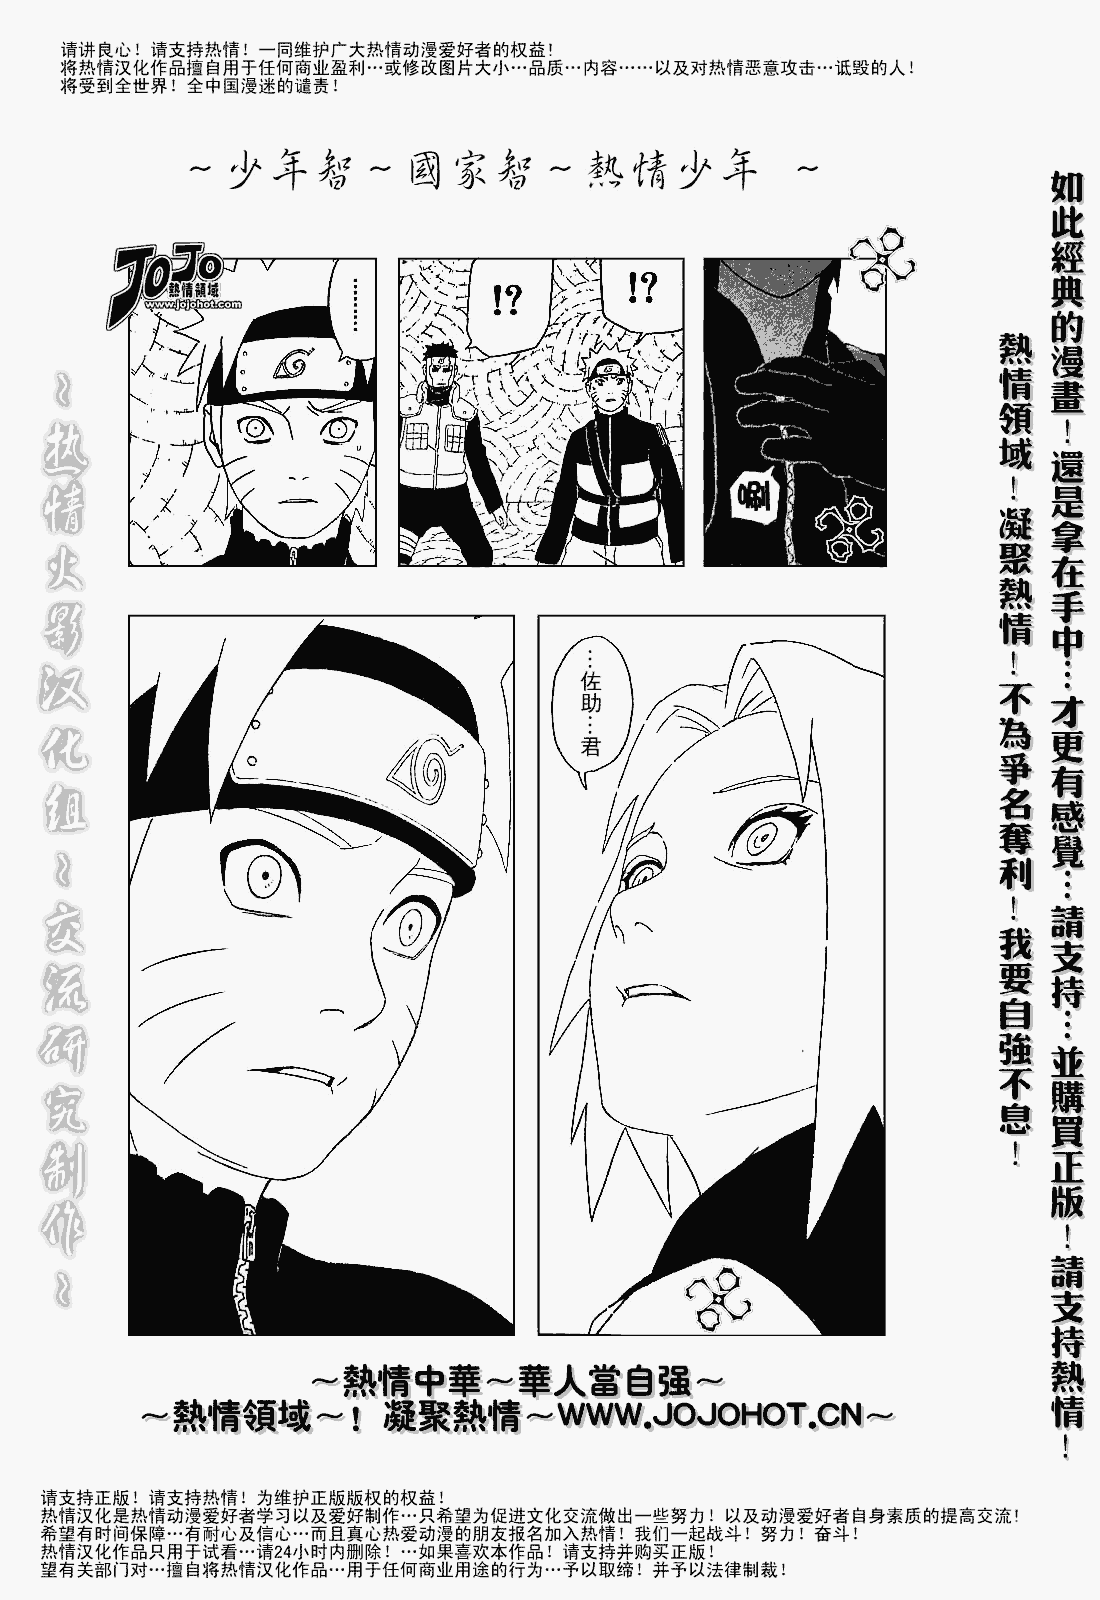 请讲良心！请支持热情！一同维护广大热情动漫爱好者的权益！
将热情汉化作品擅自用于任何商业盈利…或修改图片大小…品质…内容……以及对热情恶意攻击…诋毁的人！
将受到全世界！全中国漫迷的谴责！
～少年智～國家智～熱情少年 ～
如此經典的漫畫！還是拿在手中…才更有感覺…請支持…並購買正版！請支持熱情！
熱情領域！凝聚熱情！不為爭名奪利！我要自強不息！
JOJO
熱情領域
www.jojohot.com
～热情火影汉化组～交流研究制作～
!?
!?
………
…佐助…君
～熱情中華～華人當自强～
～熱情領域～！凝聚熱情～WWW.JOJOHOT.CN～
请支持正版！请支持热情！为维护正版版权的权益！
热情汉化是热情动漫爱好者学习以及爱好制作…只希望为促进文化交流做出一些努力！以及动漫爱好者自身素质的提高交流！
希望有时间保障…有耐心及信心…而且真心热爱动漫的朋友报名加入热情！我们一起战斗！努力！奋斗！
热情汉化作品只用于试看…请24小时内删除！…如果喜欢本作品！请支持并购买正版！
望有关部门对…擅自将热情汉化作品…用于任何商业用途的行为…予以取缔！并予以法律制裁！